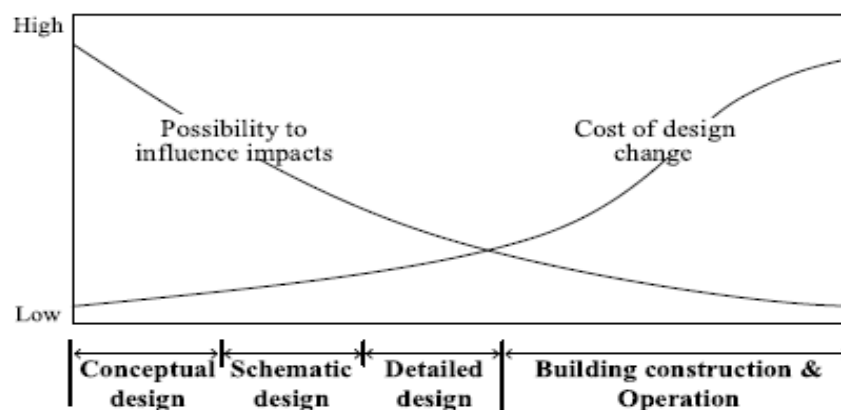 High
Possibility to
influence impacts
Cost of design
change
Low
Conceptual
design
Schematic
design
Detailed
design
Building construction &
Operation